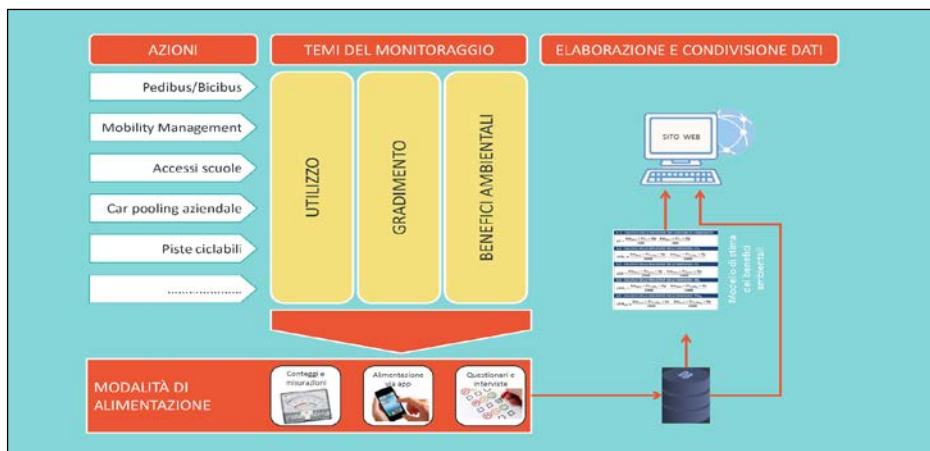 AZIONI
TEMI DEL MONITORAGGIO
ELABORAZIONE E CONDIVISIONE DATI
Pedibus/Bicibus
Mobility Management
Accessi scuole
Car pooling aziendale
Piste ciclabili
....................
UTILIZZO
GRADIMENTO
BENEFICI AMBIENTALI
SITO WEB
Modello di stima
dei benefici
ambientali
MODALITÀ DI
ALIMENTAZIONE
Conteggi e
misurazioni
Alimentazione
via app
Questionari e
interviste